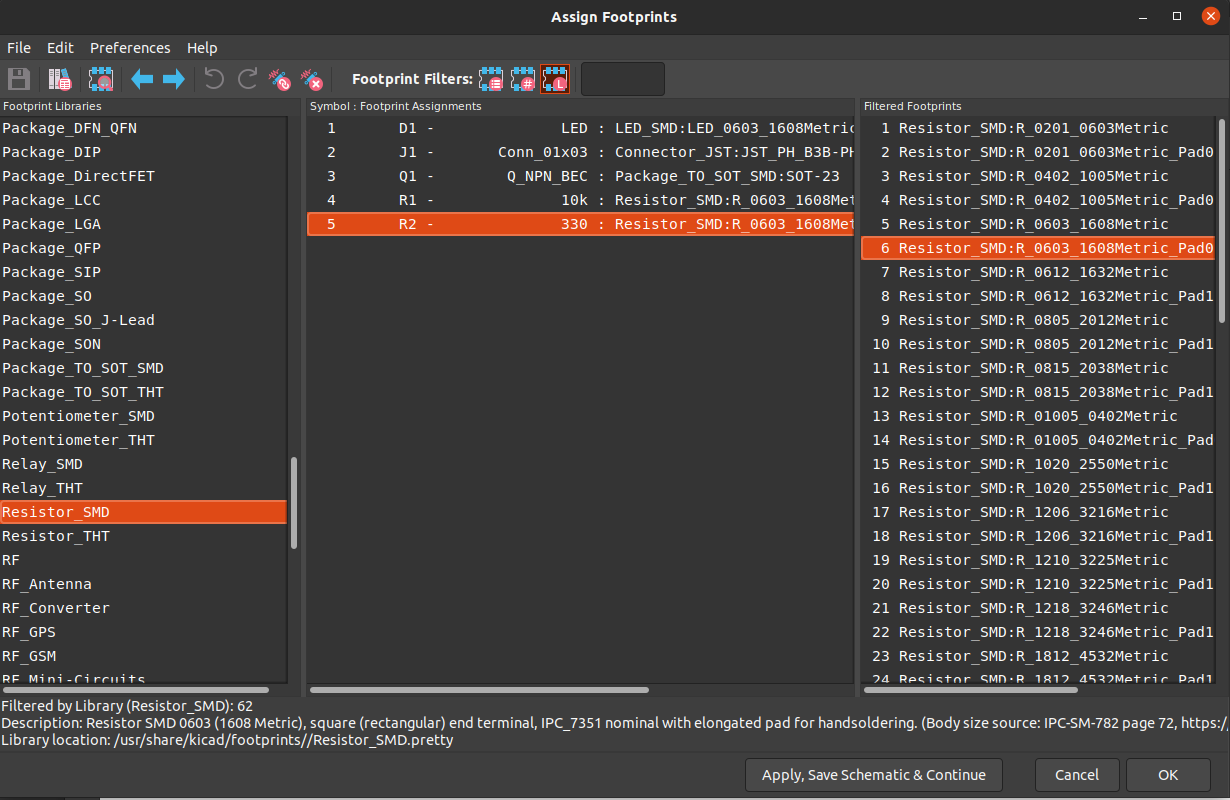 Assign Footprints
File Edit Preferences Help
Footprint Filters:
Footprint Libraries
Package_DFN_QFN
Package_DIP
Package_DirectFET
Package_LCC
Package_LGA
Package_QFP
Package_SIP
Package_SO
Package_SO_J-Lead
Package_SON
Package_TO_SOT_SMD
Package_TO_SOT_THT
Potentiometer_SMD
Potentiometer_THT
Relay_SMD
Relay_THT
Resistor_SMD
Resistor_THT
RF
RF_Antenna
RF_Converter
RF_GPS
RF_GSM
RF_Mini-Circuits
Symbol : Footprint Assignments
1 D1 - LED : LED_SMD:LED_0603_1608Metric
2 J1 - Conn_01x03 : Connector_JST:JST_PH_B3B-PH
3 Q1 - Q_NPN_BEC : Package_TO_SOT_SMD:SOT-23
4 R1 - 10k : Resistor_SMD:R_0603_1608Met
5 R2 - 330 : Resistor_SMD:R_0603_1608Met
Filtered Footprints
1 Resistor_SMD:R_0201_0603Metric
2 Resistor_SMD:R_0201_0603Metric_Pad0
3 Resistor_SMD:R_0402_1005Metric
4 Resistor_SMD:R_0402_1005Metric_Pad0
5 Resistor_SMD:R_0603_1608Metric
6 Resistor_SMD:R_0603_1608Metric_Pad0
7 Resistor_SMD:R_0612_1632Metric
8 Resistor_SMD:R_0612_1632Metric_Pad1
9 Resistor_SMD:R_0805_2012Metric
10 Resistor_SMD:R_0805_2012Metric_Pad1
11 Resistor_SMD:R_0815_2038Metric
12 Resistor_SMD:R_0815_2038Metric_Pad1
13 Resistor_SMD:R_01005_0402Metric
14 Resistor_SMD:R_01005_0402Metric_Pad
15 Resistor_SMD:R_1020_2550Metric
16 Resistor_SMD:R_1020_2550Metric_Pad1
17 Resistor_SMD:R_1206_3216Metric
18 Resistor_SMD:R_1206_3216Metric_Pad1
19 Resistor_SMD:R_1210_3225Metric
20 Resistor_SMD:R_1210_3225Metric_Pad1
21 Resistor_SMD:R_1218_3246Metric
22 Resistor_SMD:R_1218_3246Metric_Pad1
23 Resistor_SMD:R_1812_4532Metric
24 Resistor_SMD:R_1812_4532Metric_Pad1
Filtered by Library (Resistor_SMD): 62
Description: Resistor SMD 0603 (1608 Metric), square (rectangular) end terminal, IPC_7351 nominal with elongated pad for handsoldering. (Body size source: IPC-SM-782 page 72, https:/
Library location: /usr/share/kicad/footprints//Resistor_SMD.pretty
Apply, Save Schematic & Continue Cancel OK